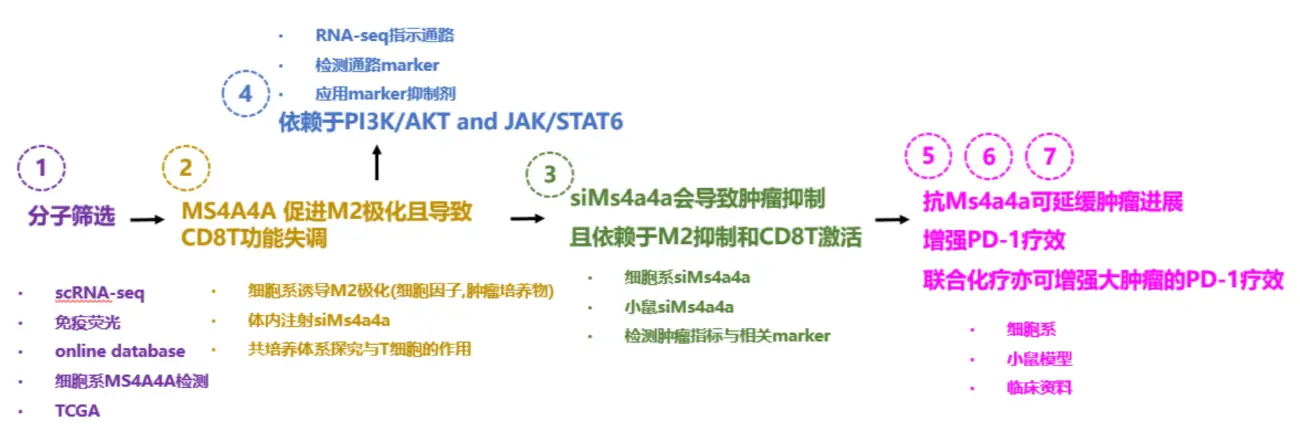 1
分子筛选
· scRNA-seq
· 免疫荧光
· online database
· 细胞系MS4A4A检测
· TCGA
2
MS4A4A 促进M2极化且导致
CD8T功能失调
· 细胞系诱导M2极化(细胞因子,肿瘤培养物)
· 体内注射siMs4a4a
· 共培养体系探究与T细胞的作用
3
siMs4a4a会导致肿瘤抑制
且依赖于M2抑制和CD8T激活
· 细胞系siMs4a4a
· 小鼠siMs4a4a
· 检测肿瘤指标与相关marker
· RNA-seq指示通路
· 检测通路marker
· 应用marker抑制剂
4
依赖于PI3K/AKT and JAK/STAT6
5 6 7
抗Ms4a4a可延缓肿瘤进展
增强PD-1疗效
联合化疗亦可增强大肿瘤的PD-1疗效
· 细胞系
· 小鼠模型
· 临床资料